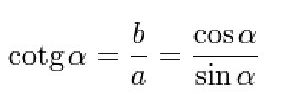 cotg α = b/a = cos α / sin α